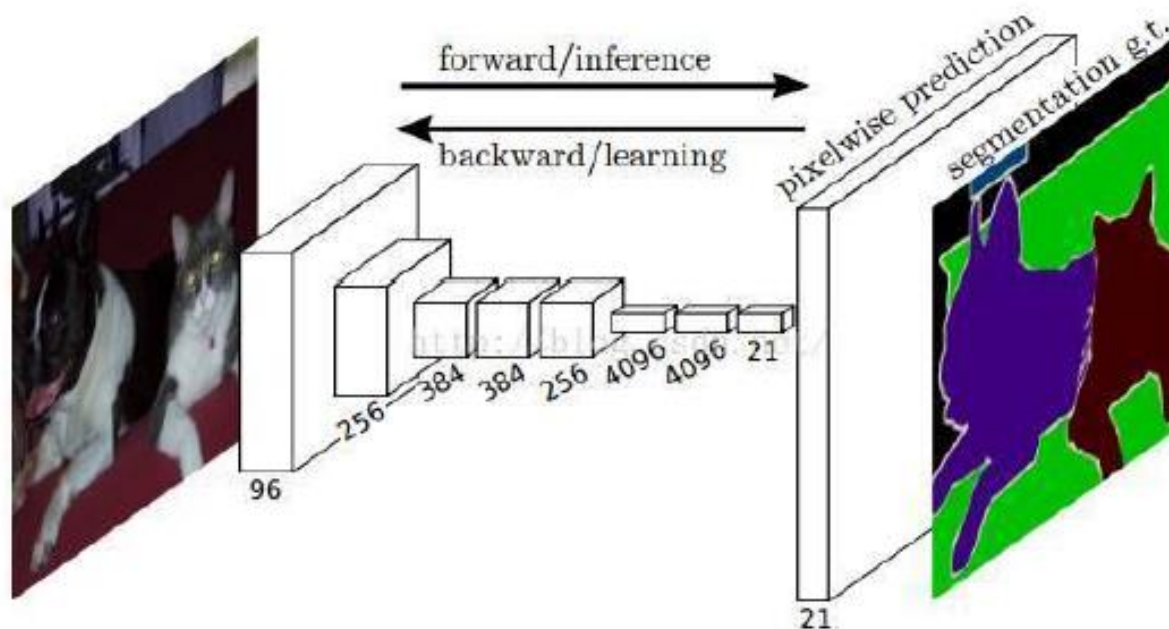 forward/inference
backward/learning
pixelwise prediction
segmentation g.t.
96
256
384
384
256
4096
4096
21
21